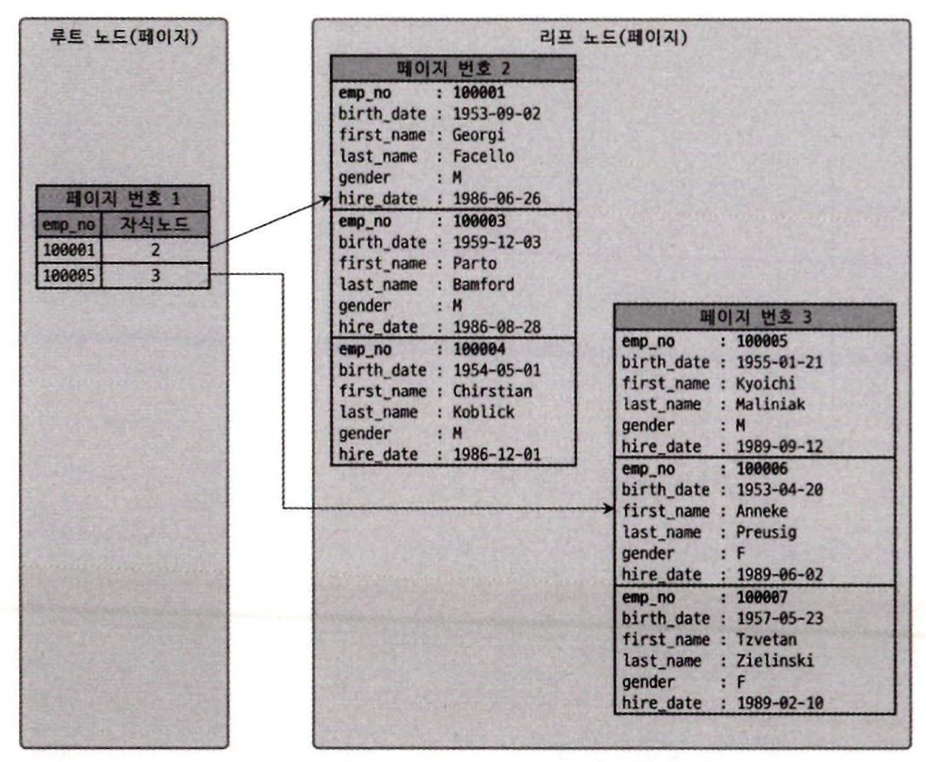 루트 노드(페이지)
페이지 번호 1
emp_no 자식노드
100001 2
100005 3
리프 노드(페이지)
페이지 번호 2
emp_no : 100001
birth_date : 1953-09-02
first_name : Georgi
last_name : Facello
gender : M
hire_date : 1986-06-26
emp_no : 100003
birth_date : 1959-12-03
first_name : Parto
last_name : Bamford
gender : M
hire_date : 1986-08-28
emp_no : 100004
birth_date : 1954-05-01
first_name : Chirstian
last_name : Koblick
gender : M
hire_date : 1986-12-01
페이지 번호 3
emp_no : 100005
birth_date : 1955-01-21
first_name : Kyoichi
last_name : Maliniak
gender : M
hire_date : 1989-09-12
emp_no : 100006
birth_date : 1953-04-20
first_name : Anneke
last_name : Preusig
gender : F
hire_date : 1989-06-02
emp_no : 100007
birth_date : 1957-05-23
first_name : Tzvetan
last_name : Zielinski
gender : F
hire_date : 1989-02-10